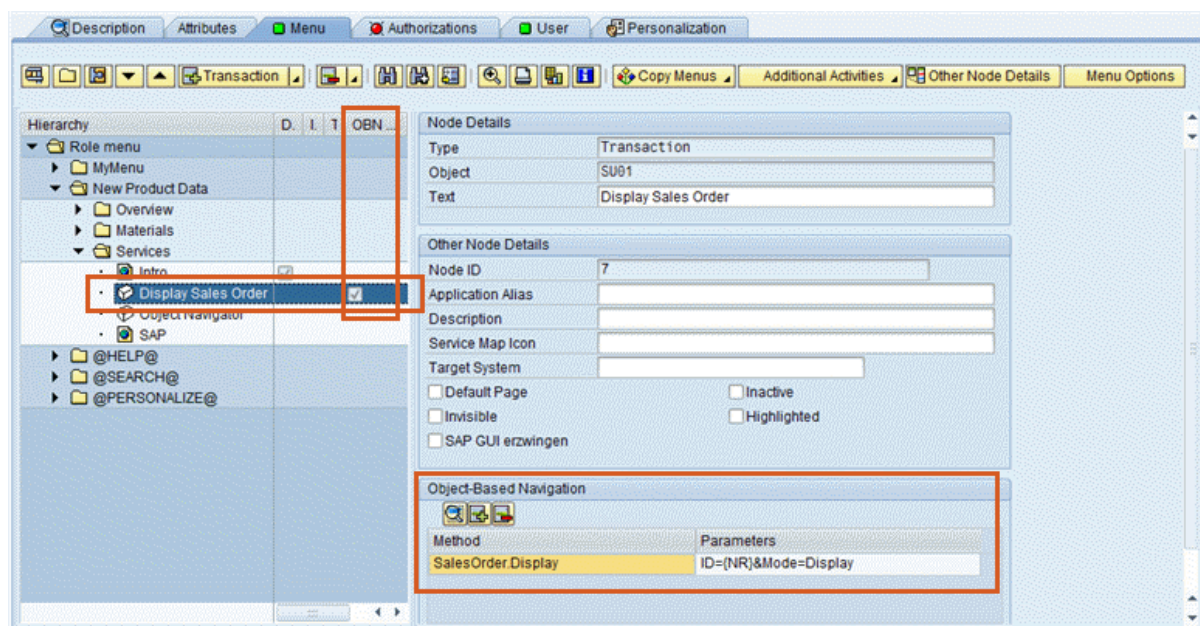 Description Attributes Menu Authorizations User Personalization
Transaction Copy Menus Additional Activities Other Node Details Menu Options
Hierarchy D. I. T OBN ...
Role menu
MyMenu
New Product Data
Overview
Materials
Services
Intro
Display Sales Order
Object Navigator
SAP
@HELP@
@SEARCH@
@PERSONALIZE@
Node Details
Type Transaction
Object SU01
Text Display Sales Order
Other Node Details
Node ID 7
Application Alias
Description
Service Map Icon
Target System
Default Page Inactive
Invisible Highlighted
SAP GUI erzwingen
Object-Based Navigation
Method Parameters
SalesOrder.Display ID={NR}&Mode=Display